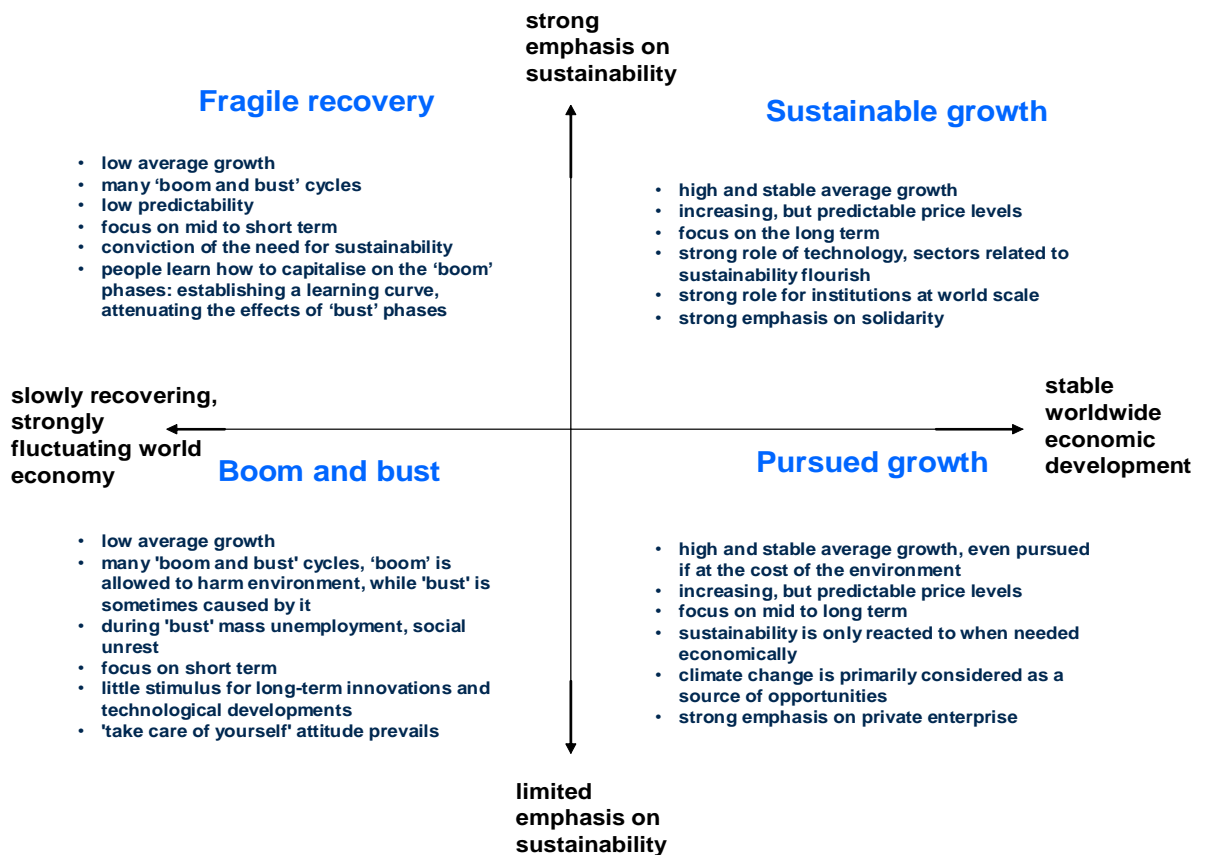 strong
emphasis on
sustainability
Fragile recovery
• low average growth
• many ‘boom and bust’ cycles
• low predictability
• focus on mid to short term
• conviction of the need for sustainability
• people learn how to capitalise on the ‘boom’
phases: establishing a learning curve,
attenuating the effects of ‘bust’ phases
Sustainable growth
• high and stable average growth
• increasing, but predictable price levels
• focus on the long term
• strong role of technology, sectors related to
sustainability flourish
• strong role for institutions at world scale
• strong emphasis on solidarity
slowly recovering,
strongly
fluctuating world
economy
stable
worldwide
economic
development
Boom and bust
• low average growth
• many 'boom and bust' cycles, ‘boom’ is
allowed to harm environment, while 'bust' is
sometimes caused by it
• during 'bust' mass unemployment, social
unrest
• focus on short term
• little stimulus for long-term innovations and
technological developments
• 'take care of yourself' attitude prevails
Pursued growth
• high and stable average growth, even pursued
if at the cost of the environment
• increasing, but predictable price levels
• focus on mid to long term
• sustainability is only reacted to when needed
economically
• climate change is primarily considered as a
source of opportunities
• strong emphasis on private enterprise
limited
emphasis on
sustainability